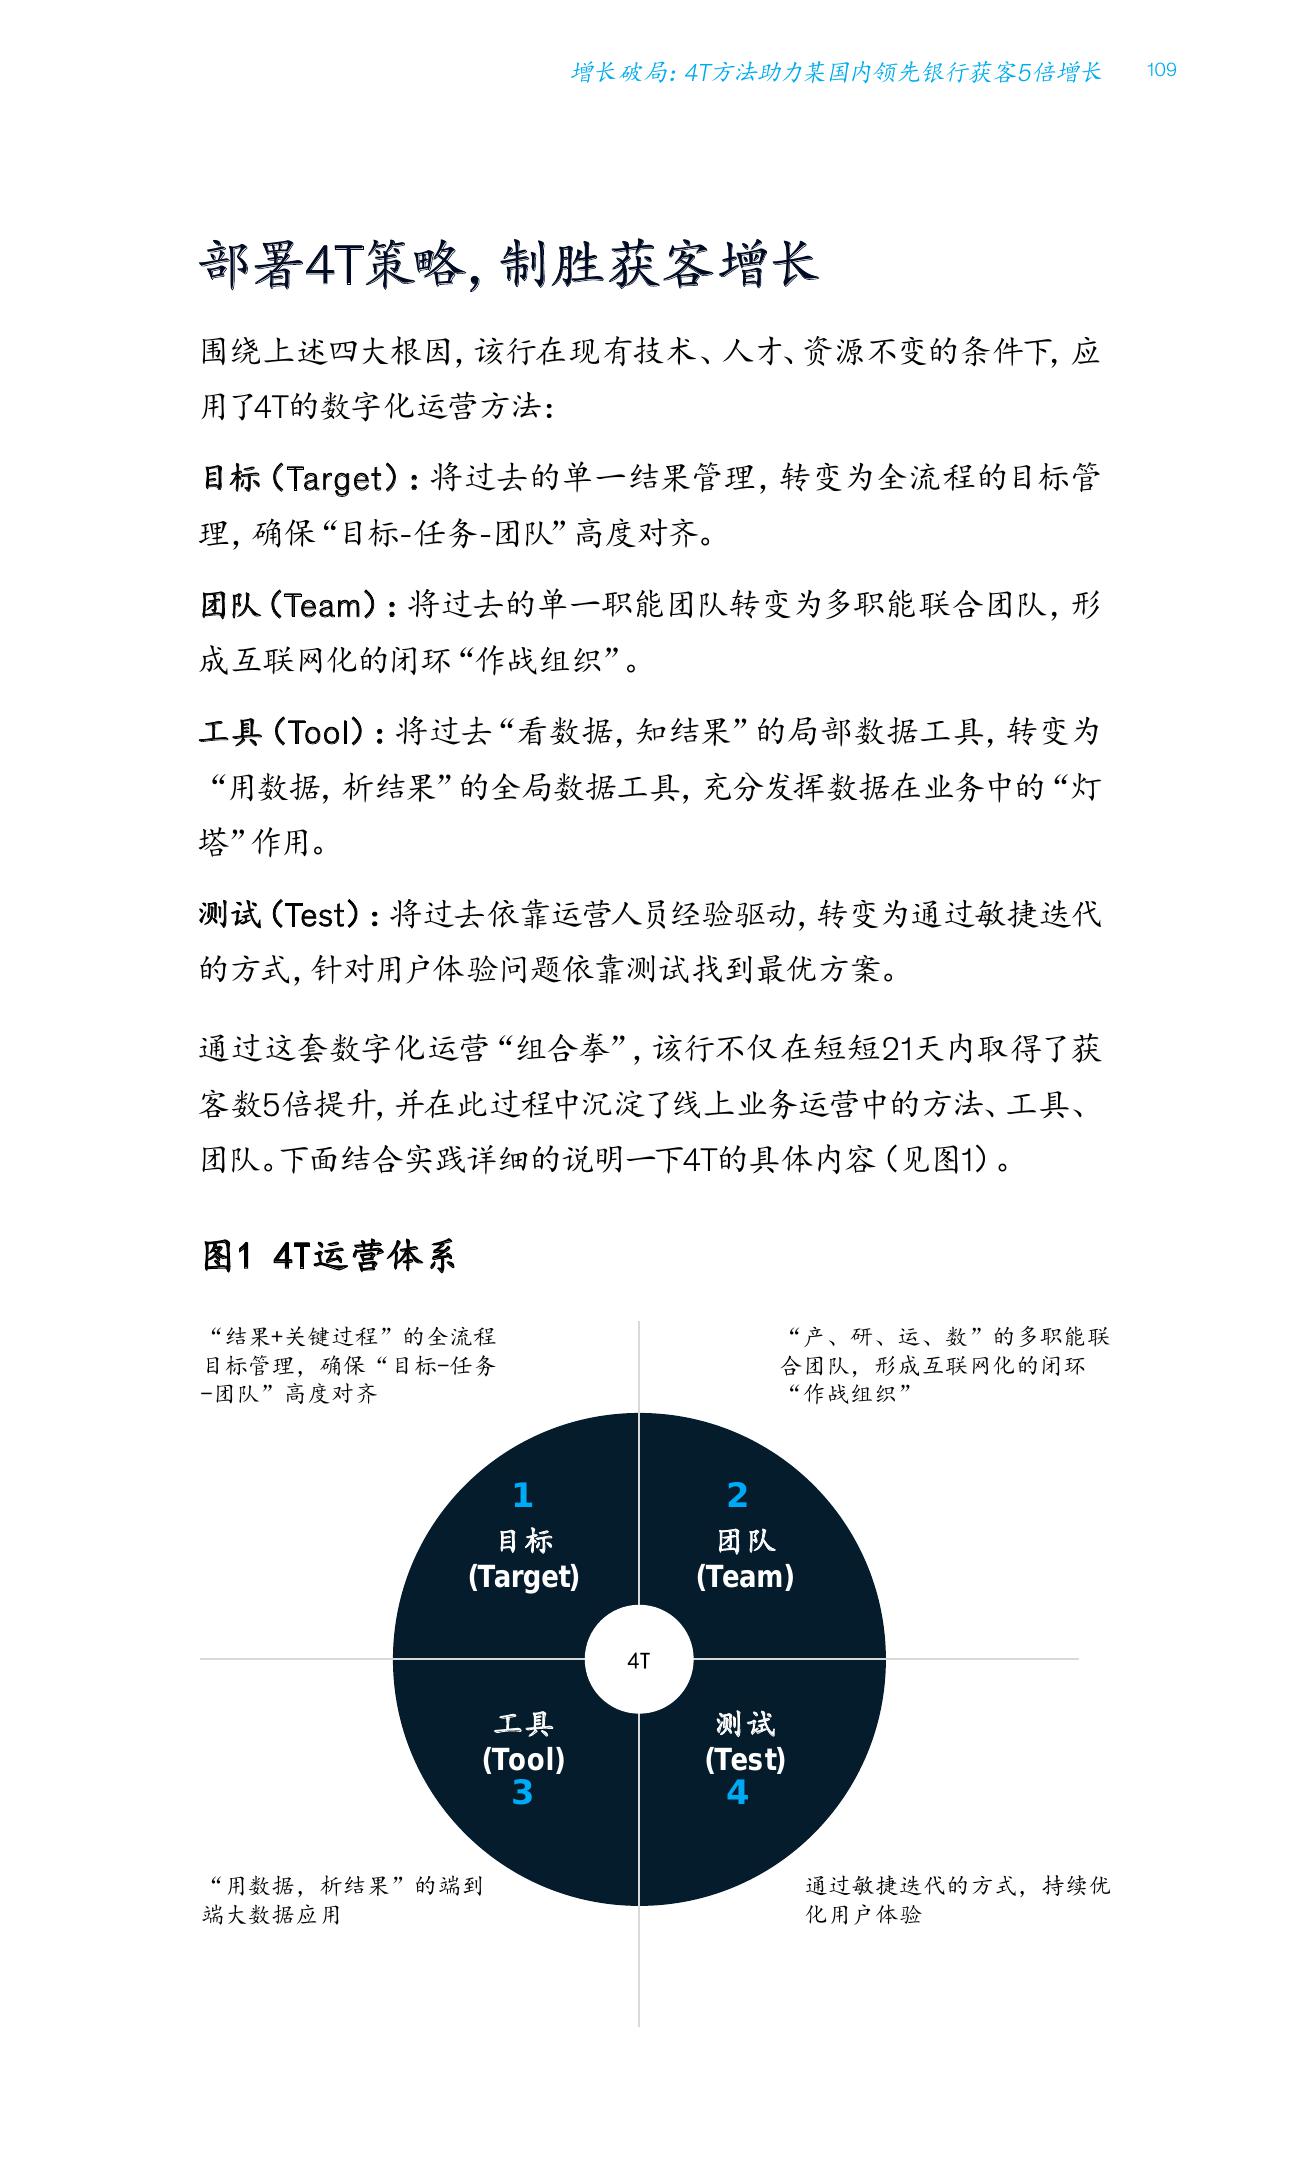 增长破局：4T方法助力某国内领先银行获客5倍增长 109
部署4T策略，制胜获客增长
围绕上述四大根因，该行在现有技术、人才、资源不变的条件下，应
用了4T的数字化运营方法：
目标（Target）：将过去的单一结果管理，转变为全流程的目标管
理，确保“目标-任务-团队”高度对齐。
团队（Team）：将过去的单一职能团队转变为多职能联合团队，形
成互联网化的闭环“作战组织”。
工具（Tool）：将过去“看数据，知结果”的局部数据工具，转变为
“用数据，析结果”的全局数据工具，充分发挥数据在业务中的“灯
塔”作用。
测试（Test）：将过去依靠运营人员经验驱动，转变为通过敏捷迭代
的方式，针对用户体验问题依靠测试找到最优方案。
通过这套数字化运营“组合拳”，该行不仅在短短21天内取得了获
客数5倍提升，并在此过程中沉淀了线上业务运营中的方法、工具、
团队。下面结合实践详细的说明一下4T的具体内容（见图1）。
图1 4T运营体系
“结果+关键过程”的全流程
目标管理，确保“目标-任务
-团队”高度对齐
“产、研、运、数”的多职能联
合团队，形成互联网化的闭环
“作战组织”
1
目标
(Target)
2
团队
(Team)
4T
工具
(Tool)
3
测试
(Test)
4
“用数据，析结果”的端到
端大数据应用
通过敏捷迭代的方式，持续优
化用户体验